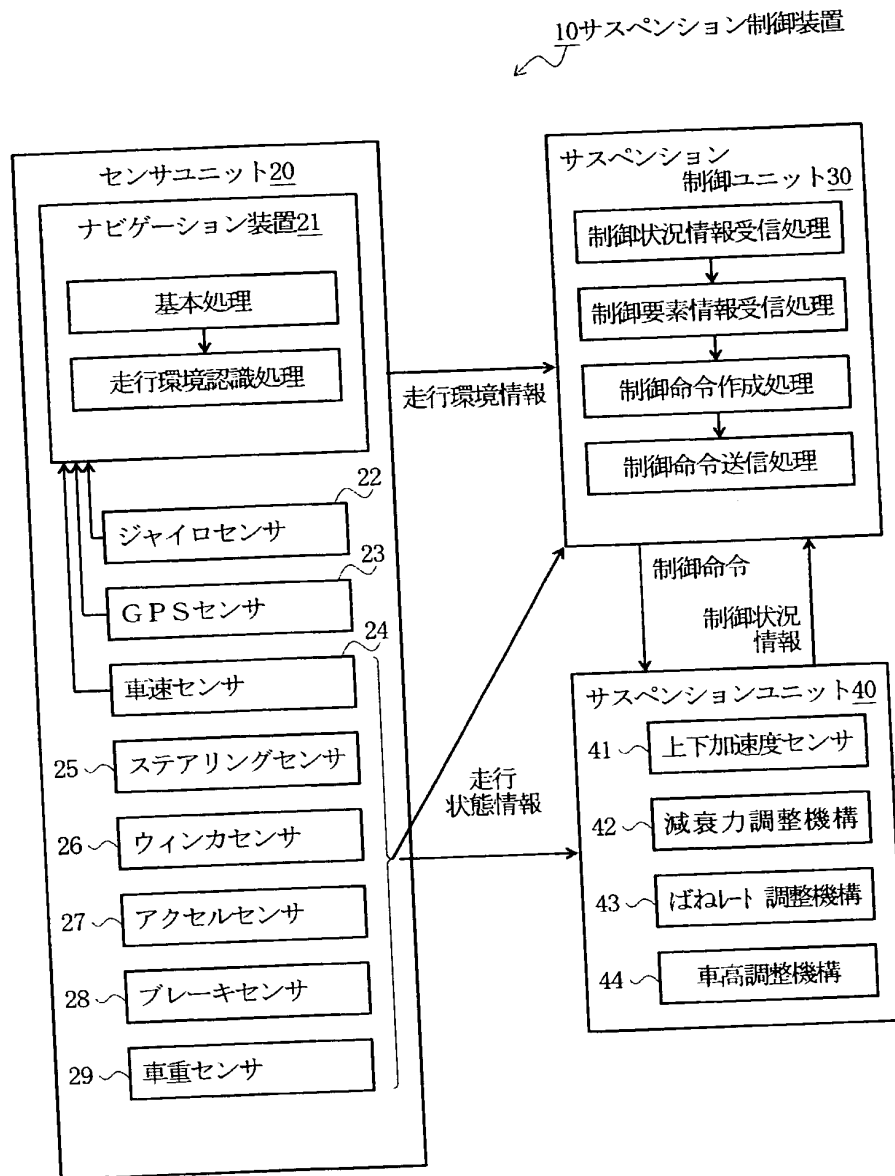 10サスペンション制御装置
センサユニット20
ナビゲーション装置21
基本処理
走行環境認識処理
22
ジャイロセンサ
23
GPSセンサ
24
車速センサ
25
ステアリングセンサ
26
ウィンカセンサ
27
アクセルセンサ
28
ブレーキセンサ
29
車重センサ
走行環境情報
走行
状態情報
サスペンション
制御ユニット30
制御状況情報受信処理
制御要素情報受信処理
制御命令作成処理
制御命令送信処理
制御命令
制御状況
情報
サスペンションユニット40
41
上下加速度センサ
42
減衰力調整機構
43
ばねレート調整機構
44
車高調整機構